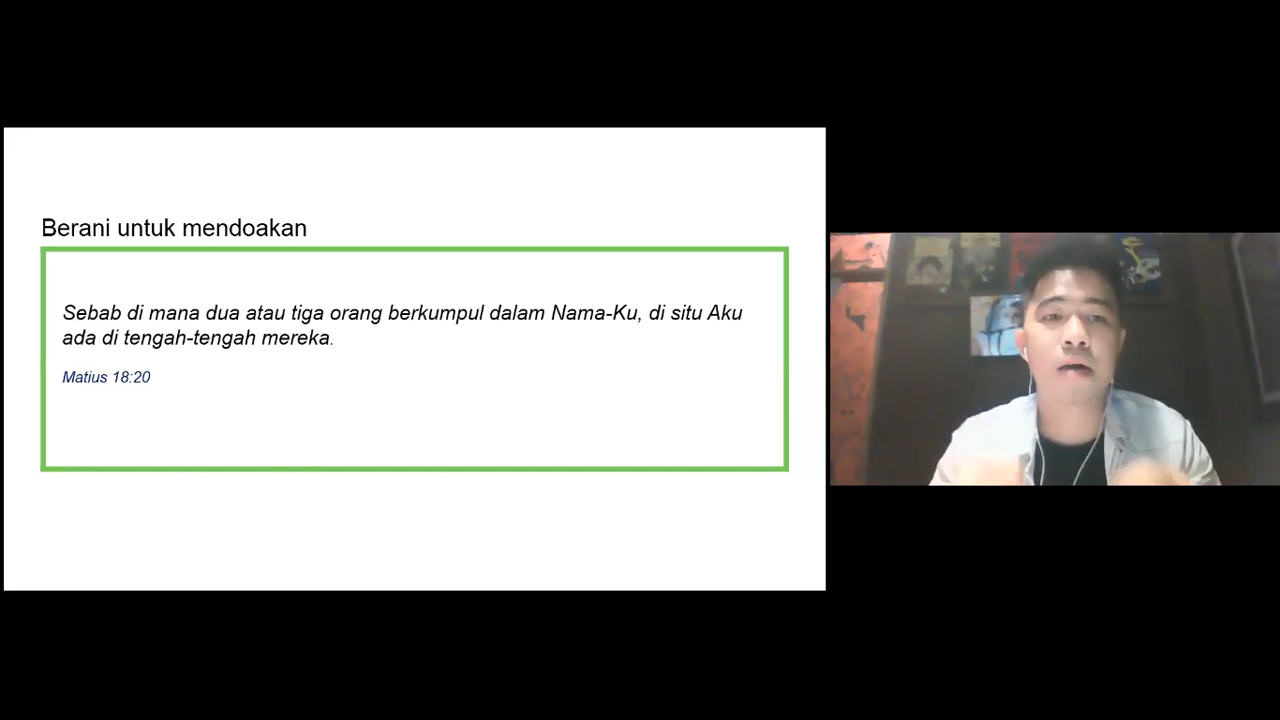 Berani untuk mendoakan
Sebab di mana dua atau tiga orang berkumpul dalam Nama-Ku, di situ Aku
ada di tengah-tengah mereka.
Matius 18:20